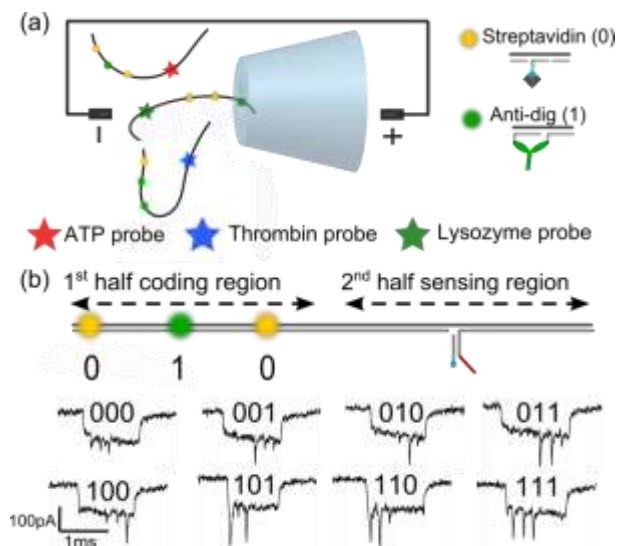 (a)
Streptavidin (0)
Anti-dig (1)
−
+
ATP probe
Thrombin probe
Lysozyme probe
(b)
1st half coding region
2nd half sensing region
0
1
0
000
001
010
011
100
101
110
111
100pA
1ms